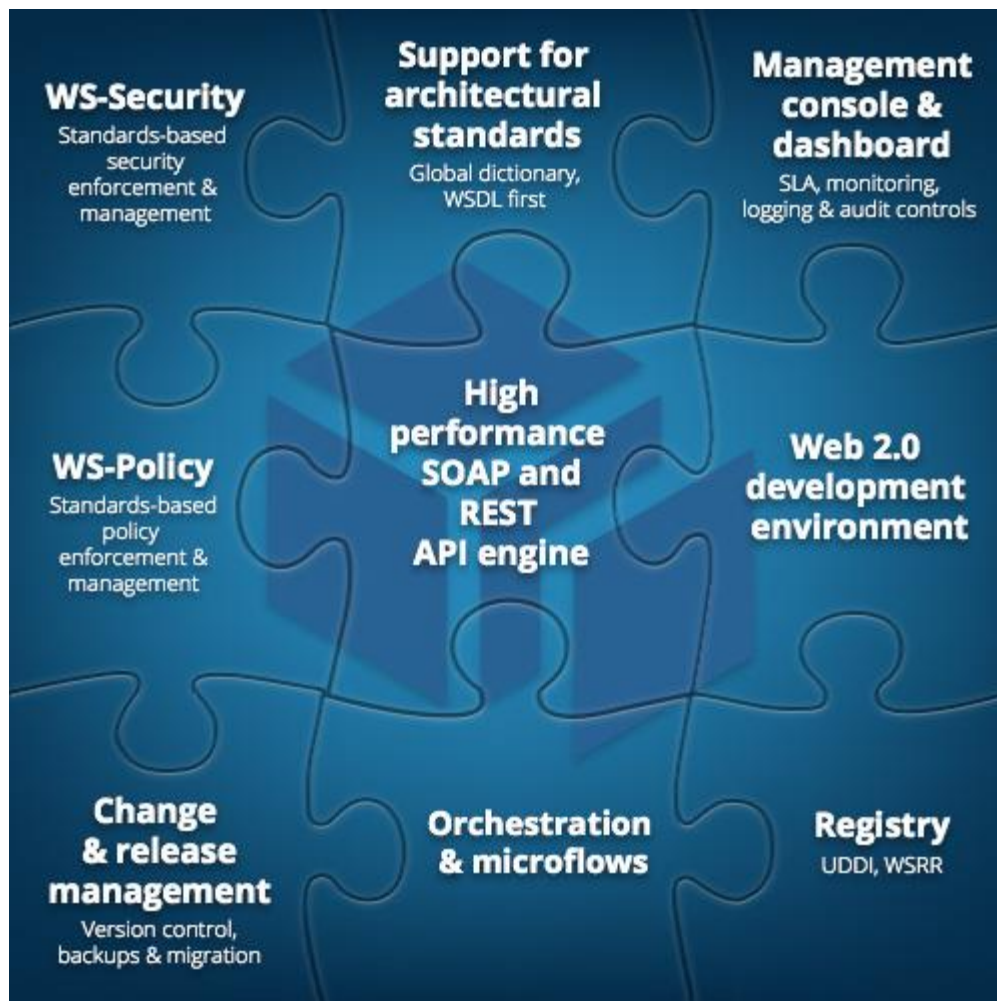 WS-Security
Standards-based
security
enforcement &
management
Support for
architectural
standards
Global dictionary,
WSDL first
Management
console &
dashboard
SLA, monitoring,
logging & audit controls
WS-Policy
Standards-based
policy
enforcement &
management
High
performance
SOAP and
REST
API engine
Web 2.0
development
environment
Change
& release
management
Version control,
backups & migration
Orchestration
& microflows
Registry
UDDI, WSRR